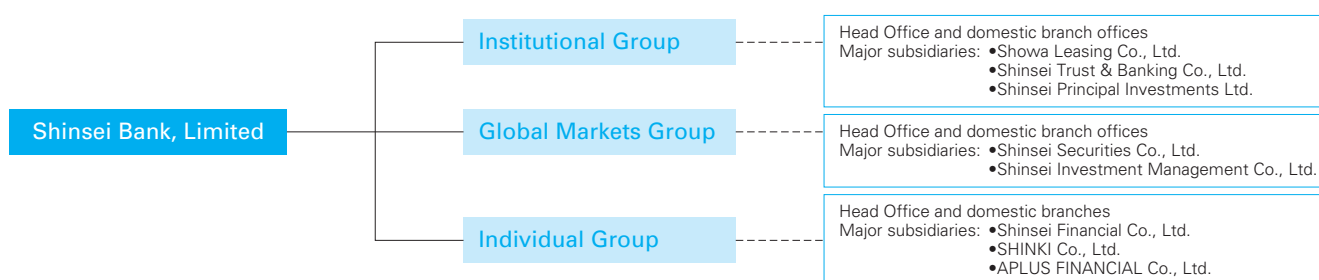 Shinsei Bank, Limited
Institutional Group
Head Office and domestic branch offices
Major subsidiaries: •Showa Leasing Co., Ltd.
•Shinsei Trust & Banking Co., Ltd.
•Shinsei Principal Investments Ltd.
Global Markets Group
Head Office and domestic branch offices
Major subsidiaries: •Shinsei Securities Co., Ltd.
•Shinsei Investment Management Co., Ltd.
Individual Group
Head Office and domestic branches
Major subsidiaries: •Shinsei Financial Co., Ltd.
•SHINKI Co., Ltd.
•APLUS FINANCIAL Co., Ltd.